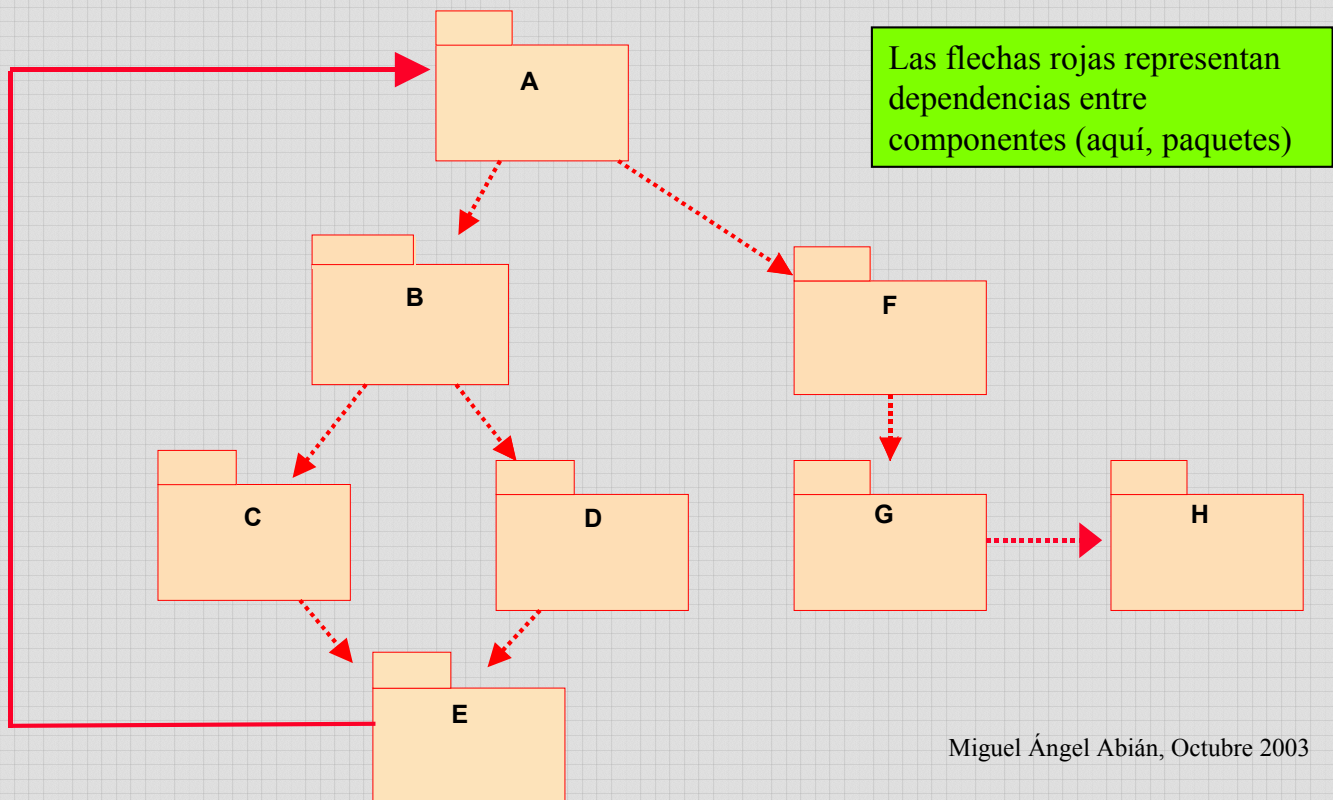 A
Las flechas rojas representan
dependencias entre
componentes (aquí, paquetes)
B
F
C
D
G
H
E
Miguel Ángel Abián, Octubre 2003